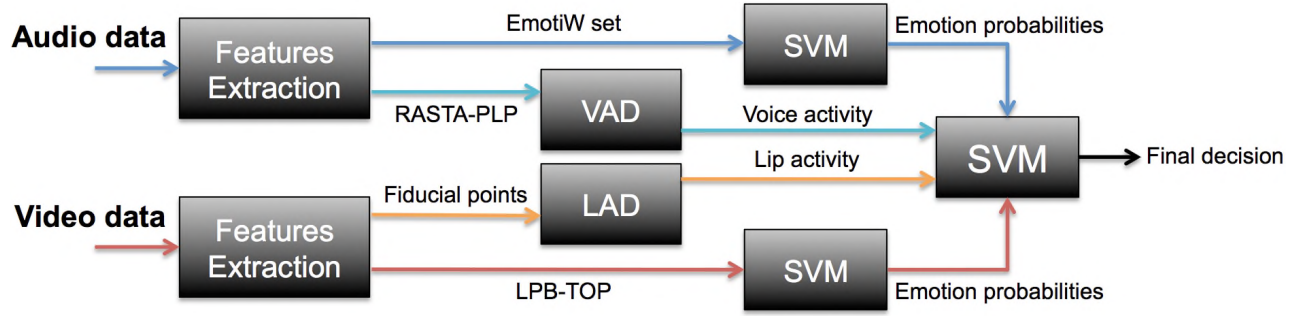 Audio data
Features
Extraction
EmotiW set
SVM
Emotion probabilities
RASTA-PLP
VAD
Voice activity
SVM
Final decision
Video data
Features
Extraction
Fiducial points
LAD
Lip activity
LPB-TOP
SVM
Emotion probabilities